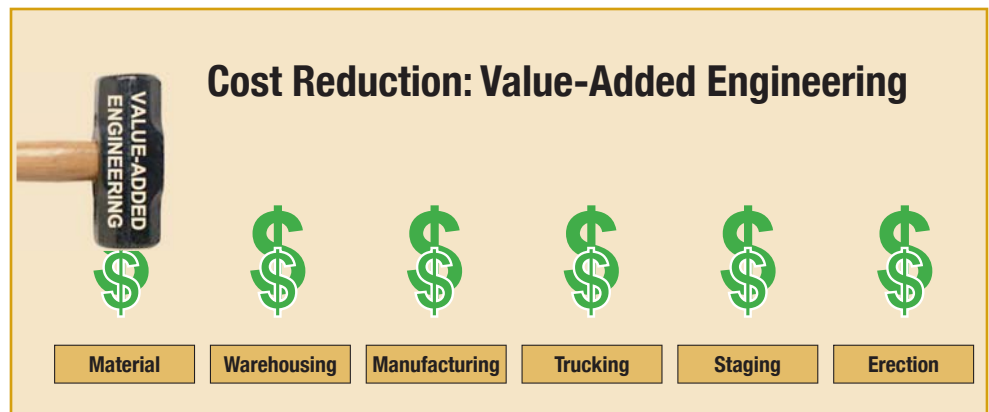 Cost Reduction: Value-Added Engineering
VALUE-ADDED
ENGINEERING
$ $ $ $ $ $
$ $ $ $ $ $
Material Warehousing Manufacturing Trucking Staging Erection